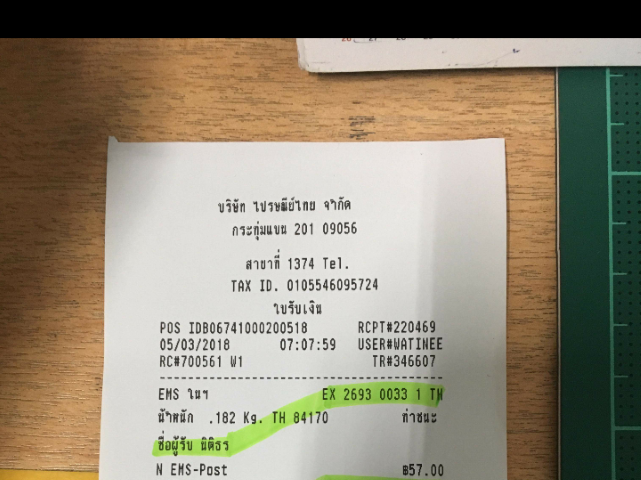 บริษัท ไปรษณีย์ไทย จำกัด
กระทุ่มแบน 201 09056
สาขาที่ 1374 Tel.
TAX ID. 0105546095724
ใบรับเงิน
POS IDB06741000200518 RCPT#220469
05/03/2018 07:07:59 USER#WATINEE
RC#700561 W1 TR#346607
EMS ในฯ EX 2693 0033 1 TH
น้ำหนัก .182 Kg. TH 84170 ท่าชนะ
ชื่อผู้รับ นิติธร
N EMS-Post ฿57.00